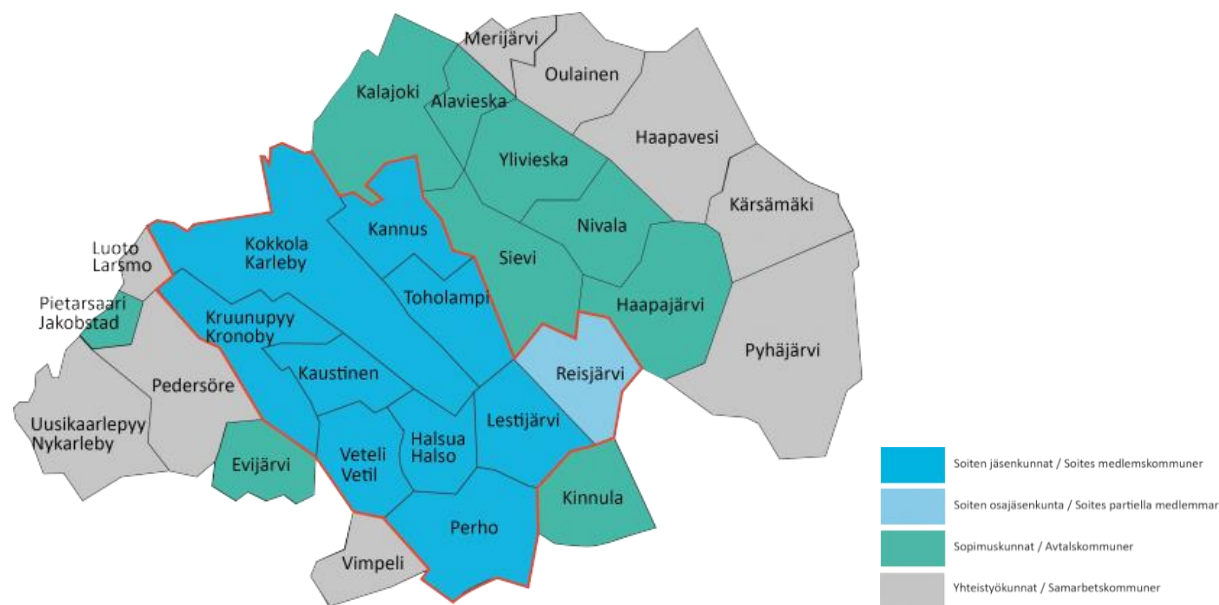 Merijärvi
Oulainen
Kalajoki
Alavieska
Haapavesi
Ylivieska
Kärsämäki
Kannus
Nivala
Luoto
Larsmo
Kokkola
Karleby
Sievi
Pietarsaari
Jakobstad
Toholampi
Haapajärvi
Kruunupyy
Kronoby
Pyhäjärvi
Kaustinen
Reisjärvi
Pedersöre
Uusikaarlepyy
Nykarleby
Lestijärvi
Halsua
Halso
Veteli
Vetil
Evijärvi
Kinnula
Perho
Vimpeli
Soiten jäsenkunnat / Soites medlemskommuner
Soiten osajäsenkunta / Soites partiella medlemmar
Sopimuskunnat / Avtalskommuner
Yhteistyökunnat / Samarbetskommuner